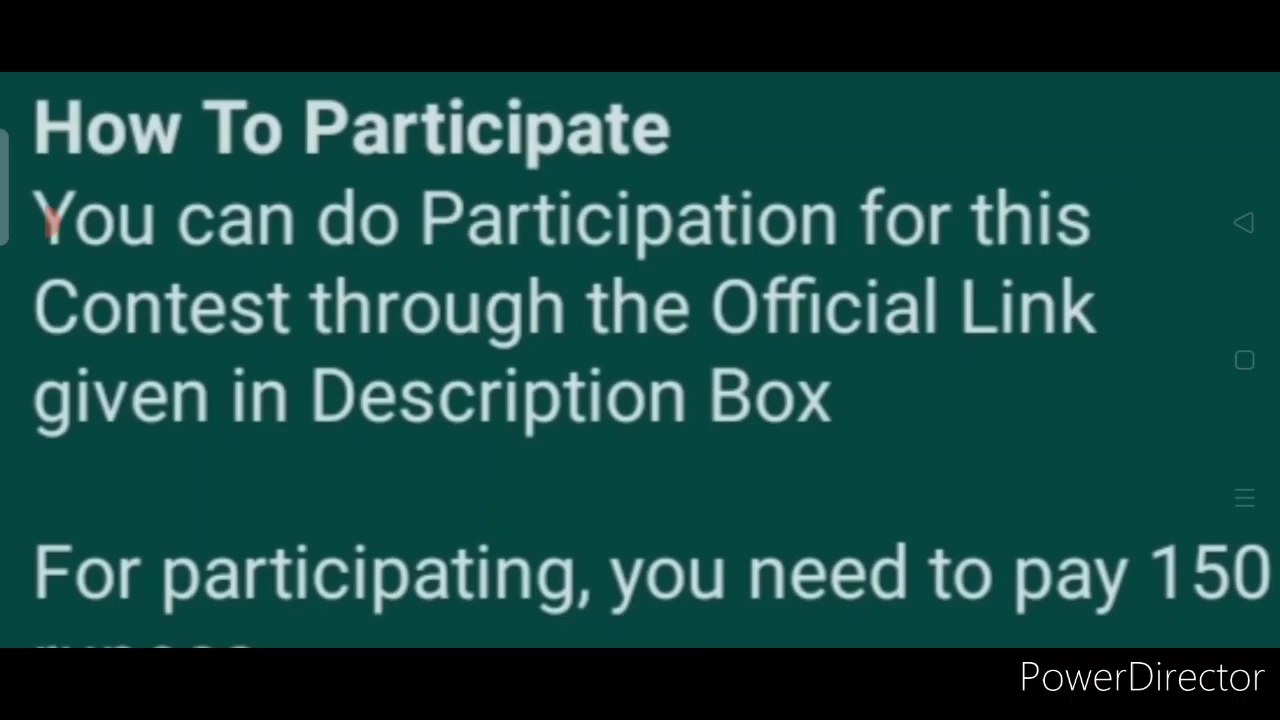 How To Participate
You can do Participation for this
Contest through the Official Link
given in Description Box
For participating, you need to pay 150
PowerDirector